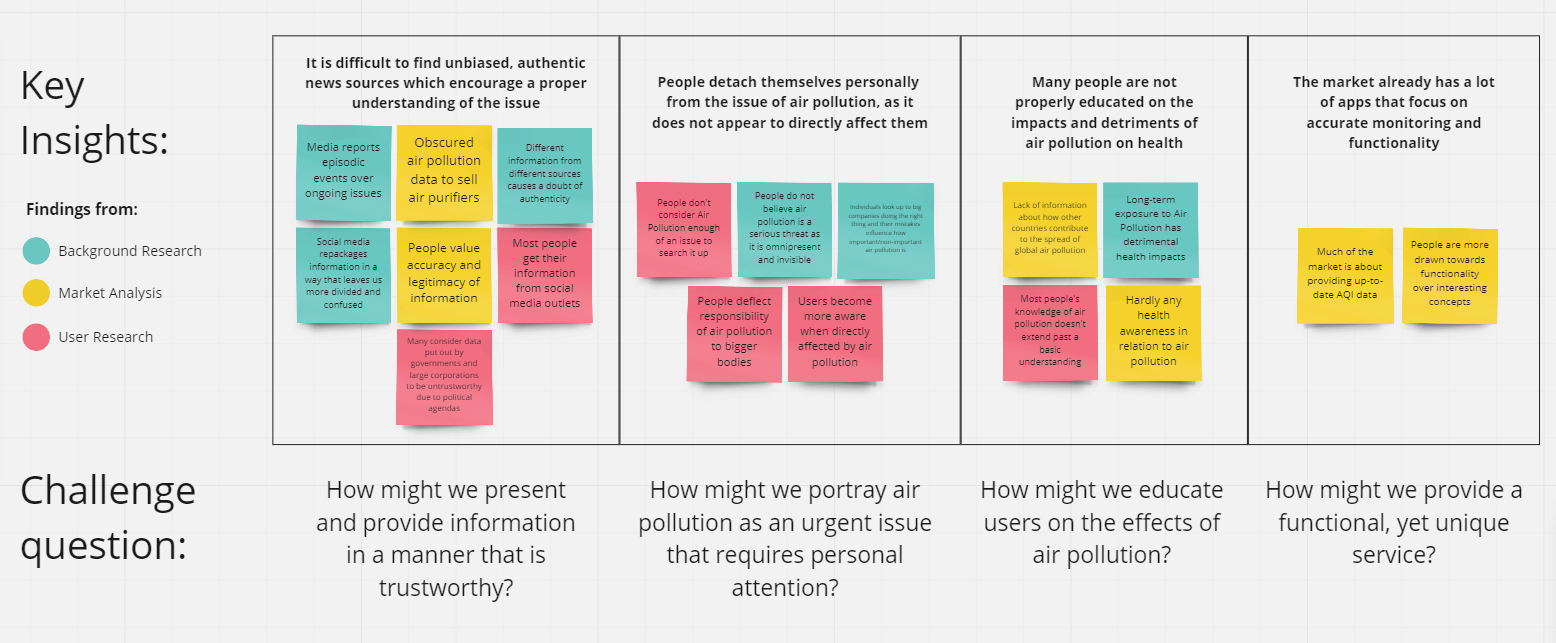 Key
Insights:
Findings from:
Background Research
Market Analysis
User Research
It is difficult to find unbiased, authentic
news sources which encourage a proper
understanding of the issue
Media reports
episodic
events over
ongoing issues
Obscured
air pollution
data to sell
air purifiers
Different
information from
different sources
causes a doubt of
authenticity
Social media
repackages
information in a
way that leaves us
more divided and
confused
People value
accuracy and
legitimacy of
information
Most people
get their
information
from social
media outlets
Many consider data
put out by
governments and
large corporations
to be untrustworthy
due to political
agendas
People detach themselves personally
from the issue of air pollution, as it
does not appear to directly affect them
People don't
consider Air
Pollution enough
of an issue to
search it up
People do not
believe air
pollution is a
serious threat as
it is omnipresent
and invisible
Individuals look up to big
companies doing the right
thing and their mistakes
influence how
important/non-important
air pollution is
People deflect
responsibility
of air pollution
to bigger
bodies
Users become
more aware
when directly
affected by air
pollution
Many people are not
properly educated on the
impacts and detriments of
air pollution on health
Lack of information
about how other
countries contribute
to the spread of
global air pollution
Long-term
exposure to Air
Pollution has
detrimental
health impacts
Most people's
knowledge of air
pollution doesn't
extend past a
basic
understanding
Hardly any
health
awareness in
relation to air
pollution
The market already has a lot
of apps that focus on
accurate monitoring and
functionality
Much of the
market is about
providing up-to-
date AQI data
People are more
drawn towards
functionality
over interesting
concepts
Challenge
question:
How might we present
and provide information
in a manner that is
trustworthy?
How might we portray air
pollution as an urgent issue
that requires personal
attention?
How might we educate
users on the effects of
air pollution?
How might we provide a
functional, yet unique
service?